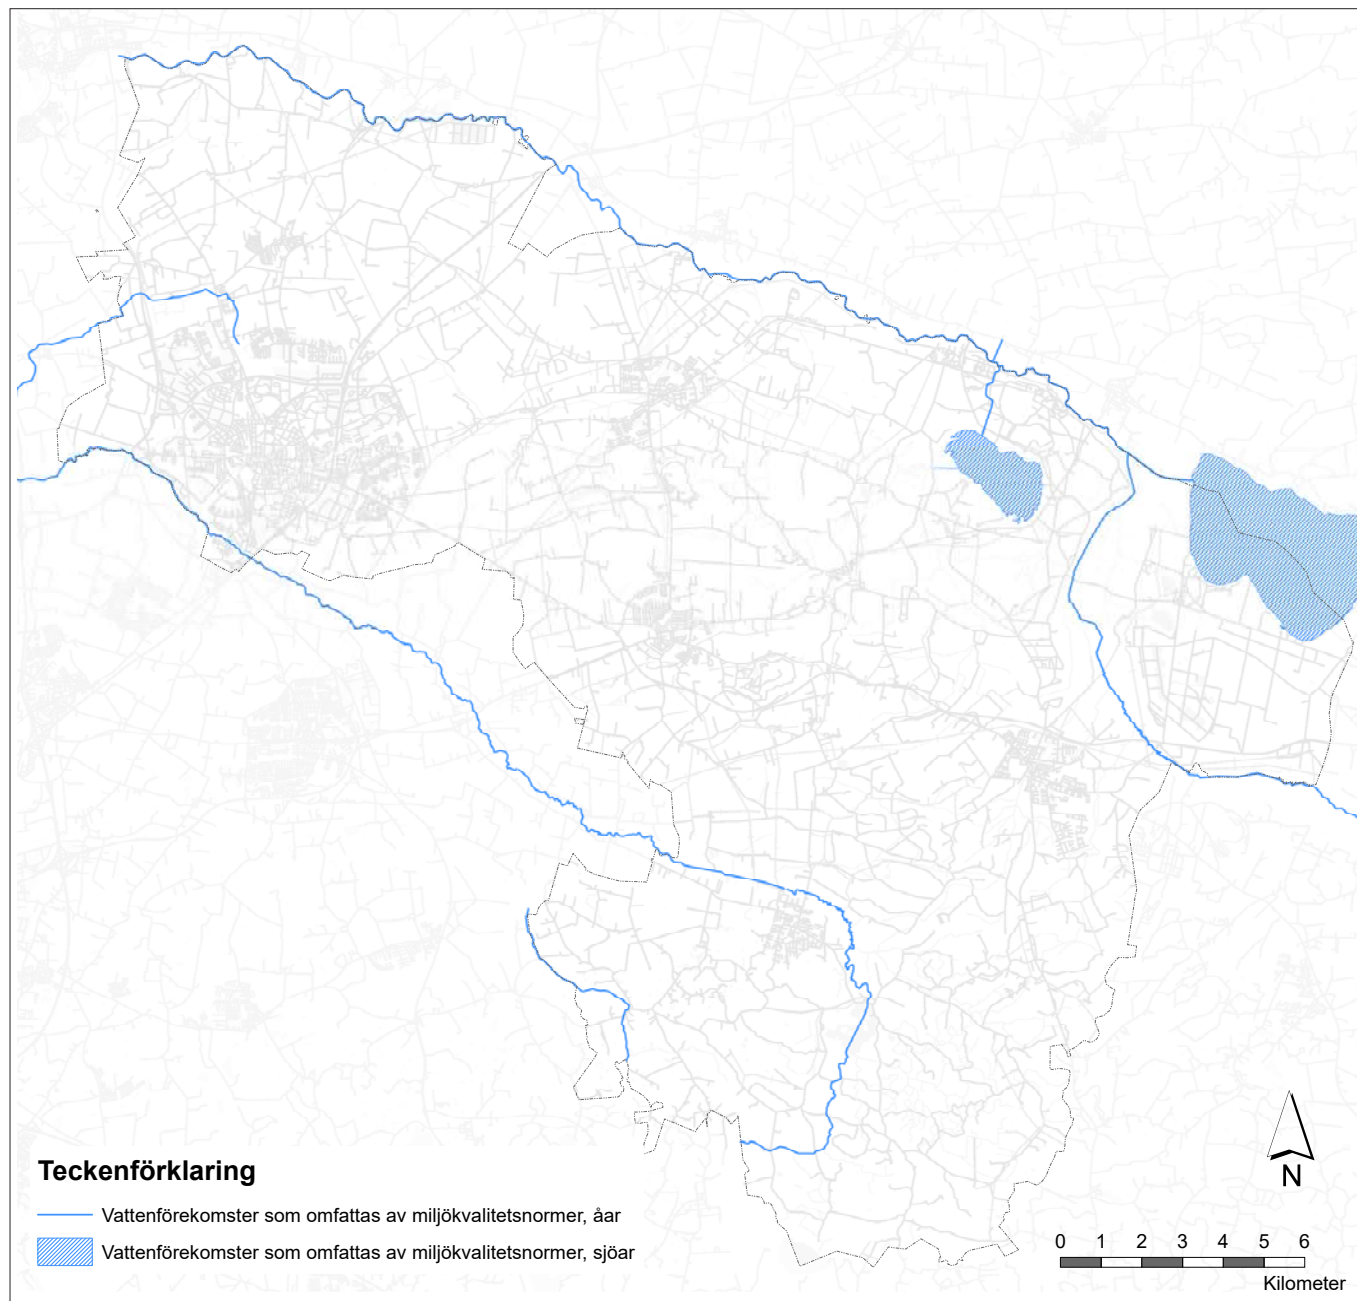 Teckenförklaring
Vattenförekomster som omfattas av miljökvalitetsnormer, åar
Vattenförekomster som omfattas av miljökvalitetsnormer, sjöar
N
0 1 2 3 4 5 6
Kilometer